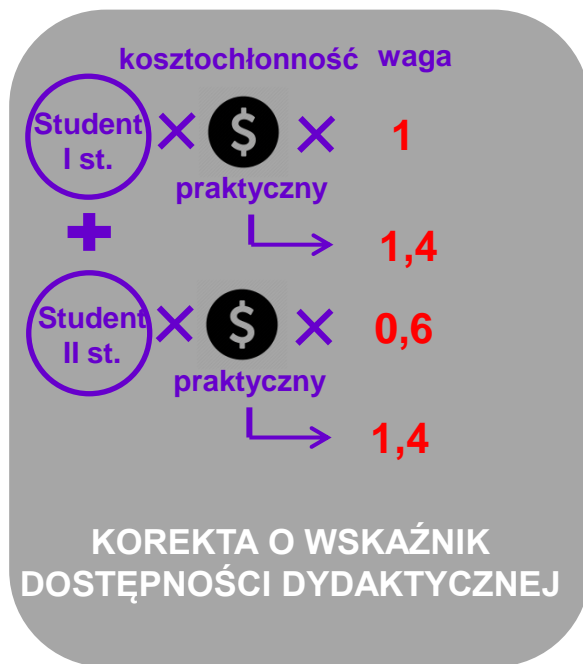 kosztochłonność waga
Student
I st.
$
1
praktyczny
1,4
Student
II st.
$
0,6
praktyczny
1,4
KOREKTA O WSKAŹNIK
DOSTĘPNOŚCI DYDAKTYCZNEJ